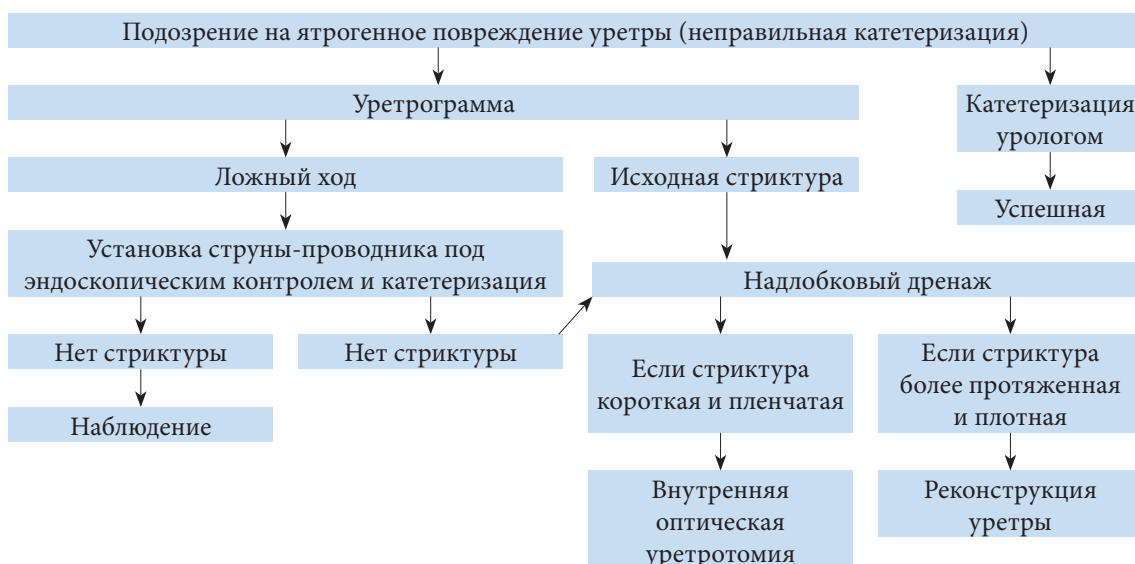 Подозрение на ятрогенное повреждение уретры (неправильная катетеризация)
Уретрограмма
Катетеризация
урологом
Ложный ход
Исходная стриктура
Успешная
Установка струны-проводника под
эндоскопическим контролем и катетеризация
Надлобковый дренаж
Нет стриктуры
Нет стриктуры
Если стриктура
короткая и пленчатая
Если стриктура
более протяженная
и плотная
Наблюдение
Внутренняя
оптическая
уретротомия
Реконструкция
уретры